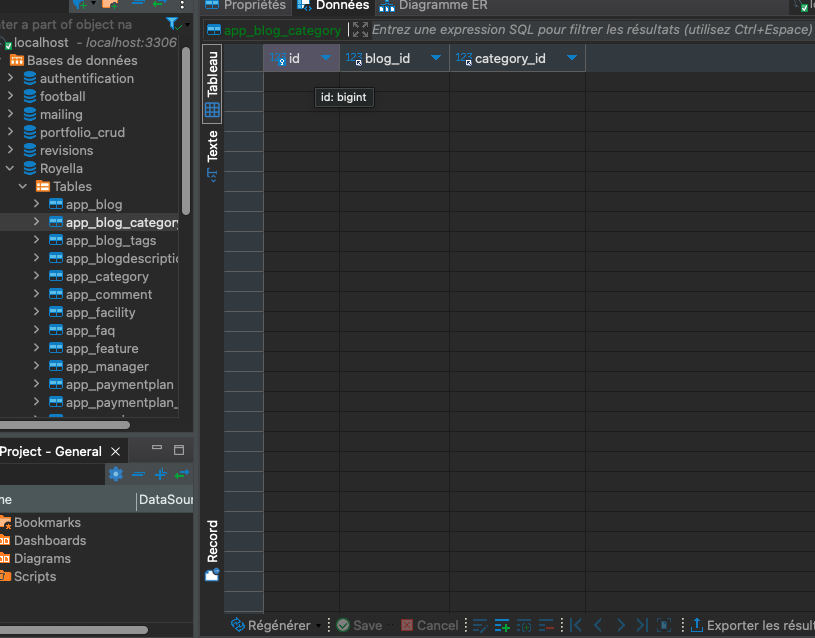 Propriétés Données Diagramme ER
ter a part of object na
localhost - localhost:3306
Bases de données
authentification
football
mailing
portfolio_crud
revisions
Royella
Tables
app_blog
app_blog_category
app_blog_tags
app_blogdescriptio
app_category
app_comment
app_facility
app_faq
app_feature
app_manager
app_paymentplan
app_paymentplan_
Project - General
me DataSour
Bookmarks
Dashboards
Diagrams
Scripts
app_blog_category Entrez une expression SQL pour filtrer les résultats (utilisez Ctrl+Espace)
Tableau
Texte
Record
123 id 123 blog_id 123 category_id
id: bigint
Régénérer Save Cancel Exporter les résult